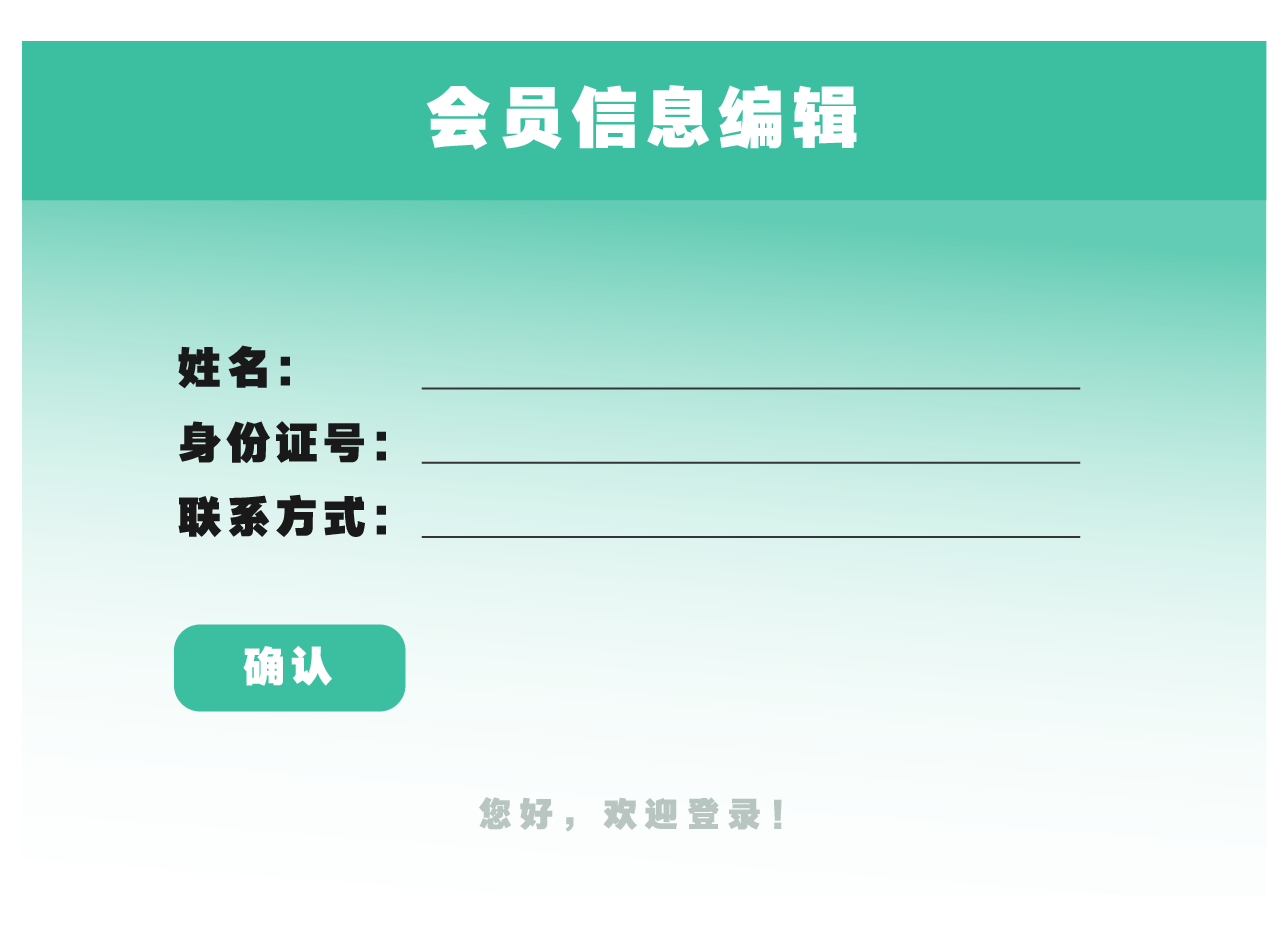 会员信息编辑
姓名：
身份证号：
联系方式：
确认
您好，欢迎登录！